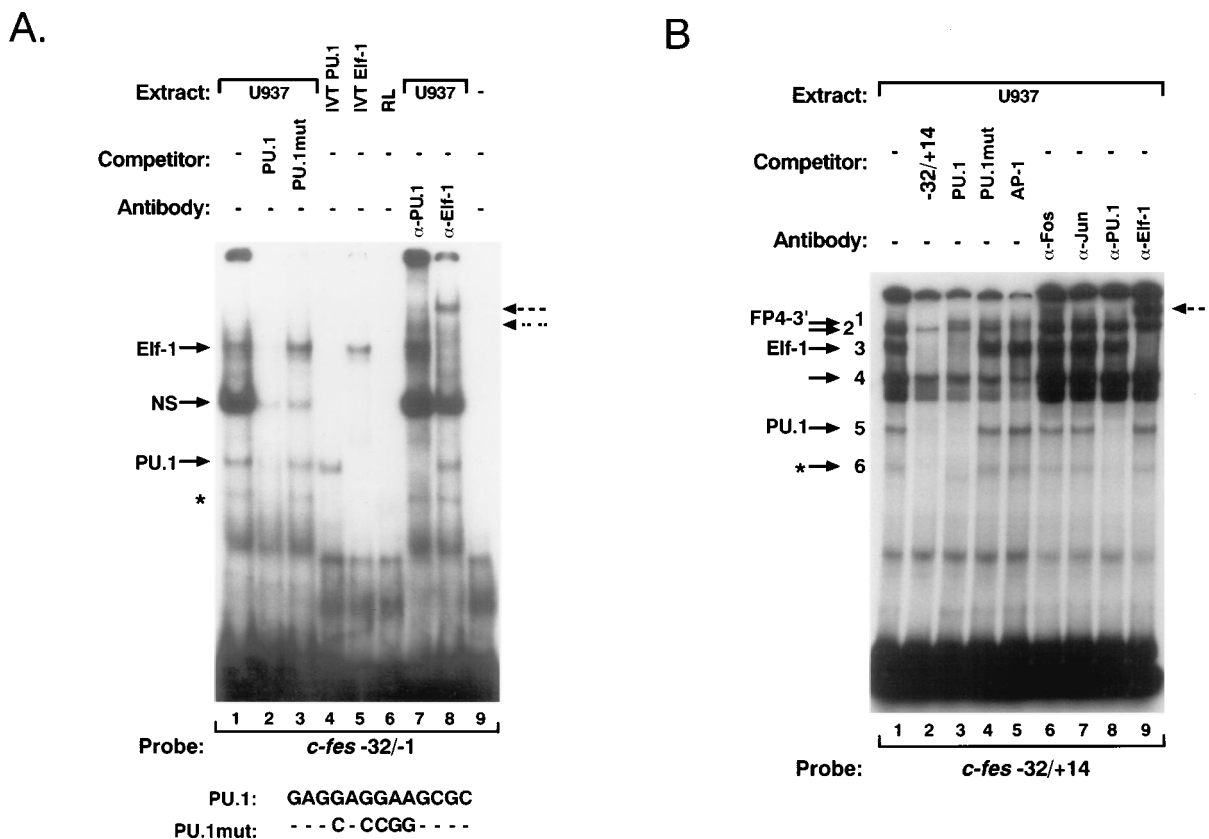 A.
Extract: U937 IVT PU.1 IVT Elf-1 RL U937 -
Competitor: - PU.1 PU.1mut - - - - - -
Antibody: - - - - - - α-PU.1 α-Elf-1 -
Elf-1
NS
PU.1
*
1 2 3 4 5 6 7 8 9
Probe: c-fes -32/-1
PU.1: GAGGAGGAAGCGC
PU.1mut: - - - C - CCGG - - - -
B
Extract: U937
Competitor: - -32/+14 PU.1 PU.1mut AP-1 - - - -
Antibody: - - - - - α-Fos α-Jun α-PU.1 α-Elf-1
FP4-3' 1
2
Elf-1 3
4
PU.1 5
* 6
1 2 3 4 5 6 7 8 9
Probe: c-fes -32/+14